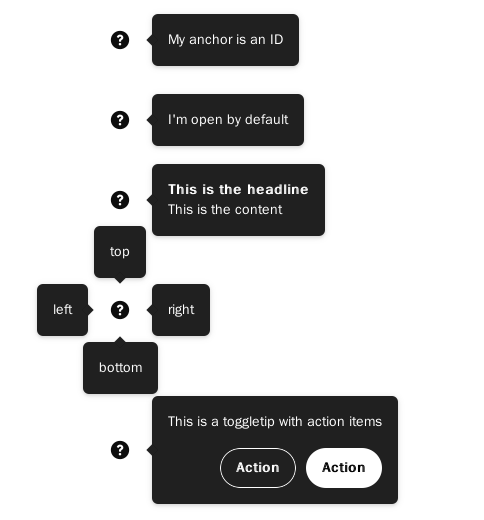 ? My anchor is an ID
? I'm open by default
This is the headline
? This is the content
top
left ? right
bottom
This is a toggletip with action items
?
Action Action